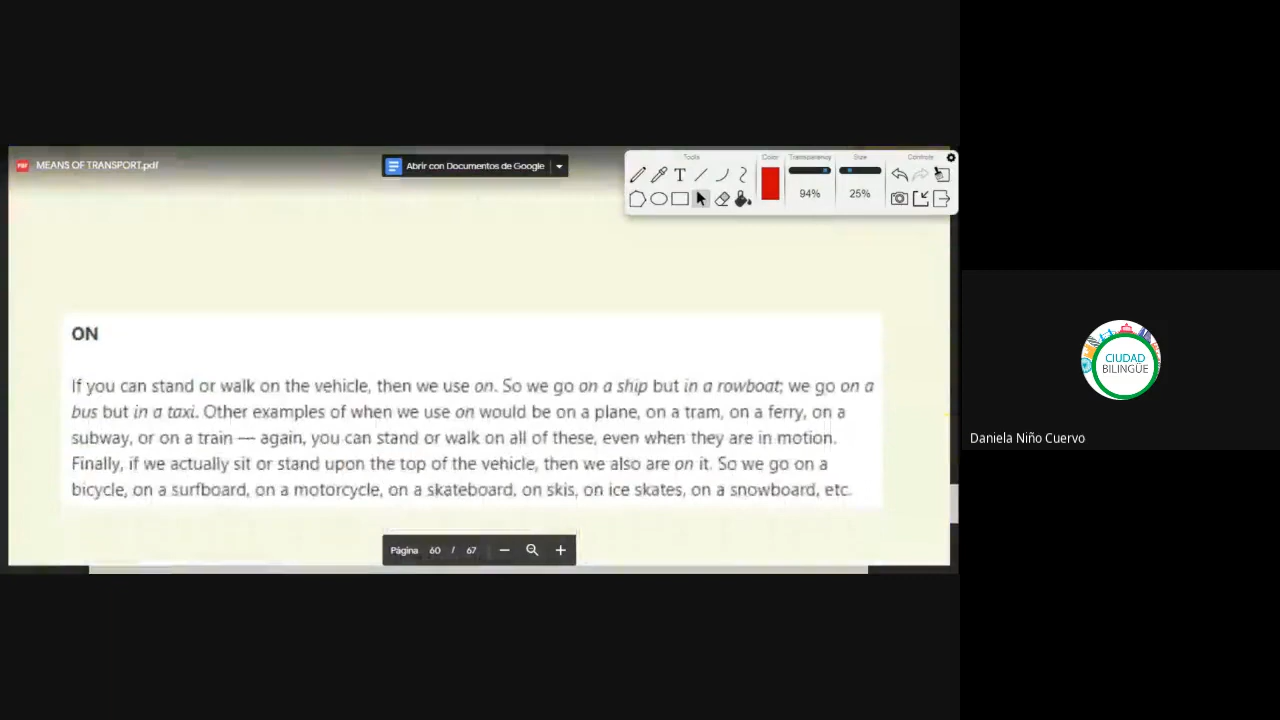 MEANS OF TRANSPORT.pdf
Abrir con Documentos de Google
Tools
Color
Transparency
Size
Controls
94%
25%
ON
If you can stand or walk on the vehicle, then we use on. So we go on a ship but in a rowboat; we go on a
bus but in a taxi. Other examples of when we use on would be on a plane, on a tram, on a ferry, on a
subway, or on a train — again, you can stand or walk on all of these, even when they are in motion.
Finally, if we actually sit or stand upon the top of the vehicle, then we also are on it. So we go on a
bicycle, on a surfboard, on a motorcycle, on a skateboard, on skis, on ice skates, on a snowboard, etc.
Página 60 / 67
CIUDAD
BILINGÜE
Daniela Niño Cuervo